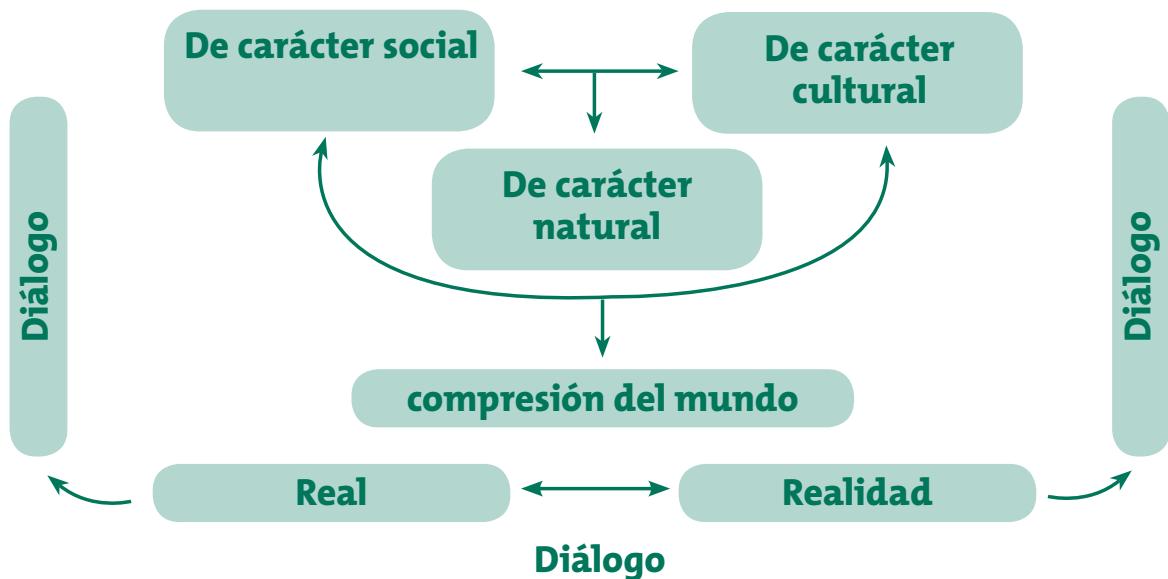 De carácter social
De carácter
cultural
De carácter
natural
Diálogo
Diálogo
compresión del mundo
Real
Realidad
Diálogo